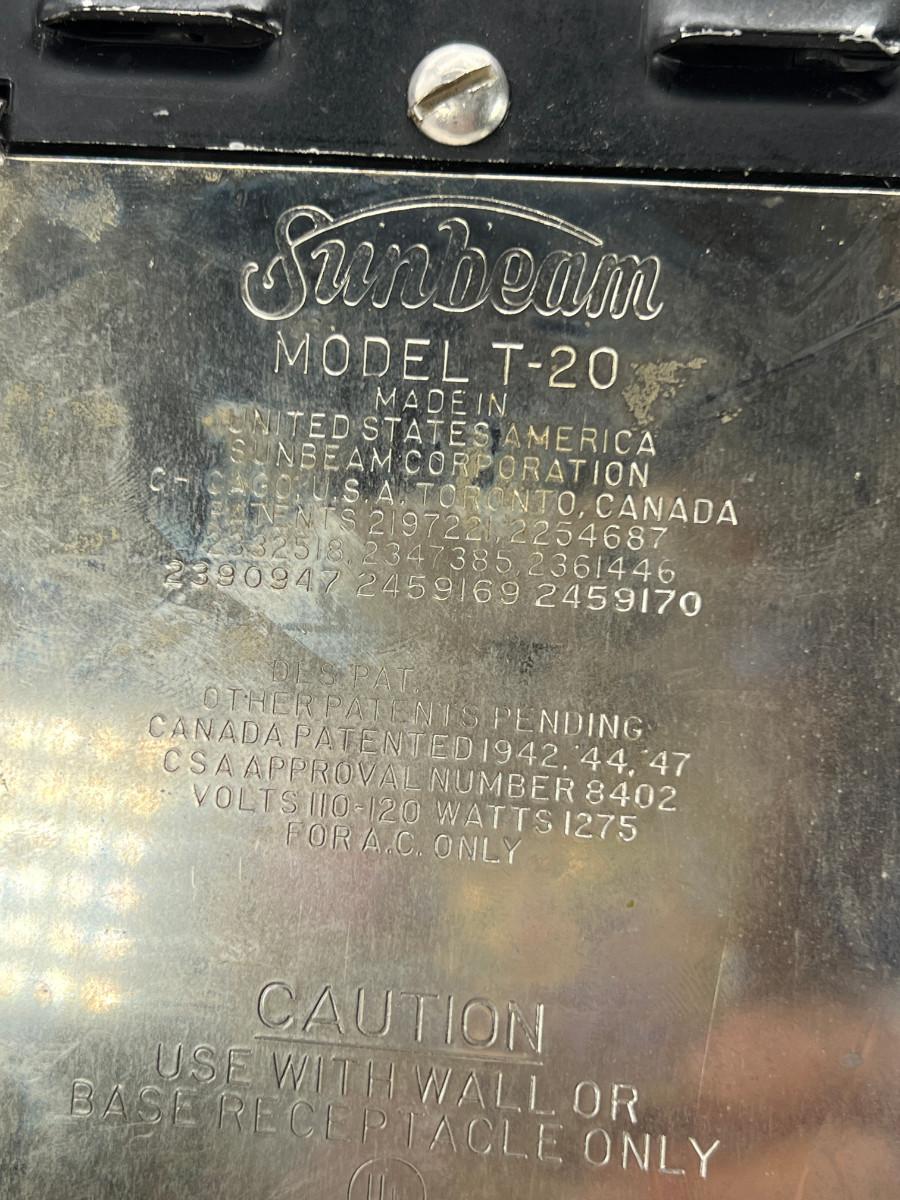 Sunbeam
MODEL T-20
MADE IN
UNITED STATES AMERICA
SUNBEAM CORPORATION
CHICAGO, U.S.A. TORONTO, CANADA
PATENTS 2197221, 2254687
2332518, 2347385, 2361446
2390947 2459169 2459170
DES. PAT.
OTHER PATENTS PENDING
CANADA PATENTED 1942, '44, '47
CSA APPROVAL NUMBER 8402
VOLTS 110-120 WATTS 1275
FOR A.C. ONLY
CAUTION
USE WITH WALL OR
BASE RECEPTACLE ONLY